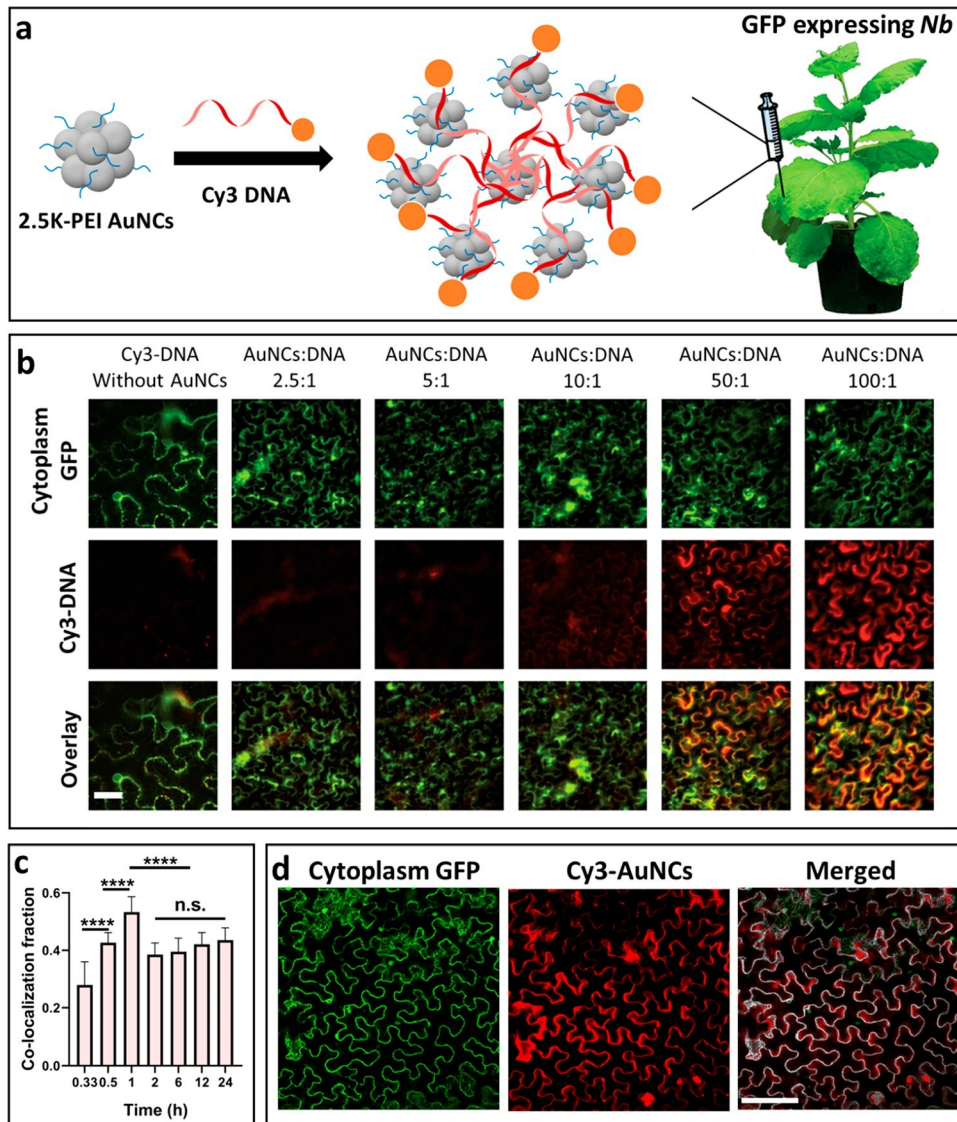 a
GFP expressing Nb
Cy3 DNA
2.5K-PEI AuNCs
b
Cy3-DNA
Without AuNCs
AuNCs:DNA
2.5:1
AuNCs:DNA
5:1
AuNCs:DNA
10:1
AuNCs:DNA
50:1
AuNCs:DNA
100:1
Cytoplasm
GFP
Cy3-DNA
Overlay
c
Co-localization fraction
0.6
0.4
0.2
0.0
****
****
****
n.s.
0.33 0.5 1 2 6 12 24
Time (h)
d
Cytoplasm GFP
Cy3-AuNCs
Merged